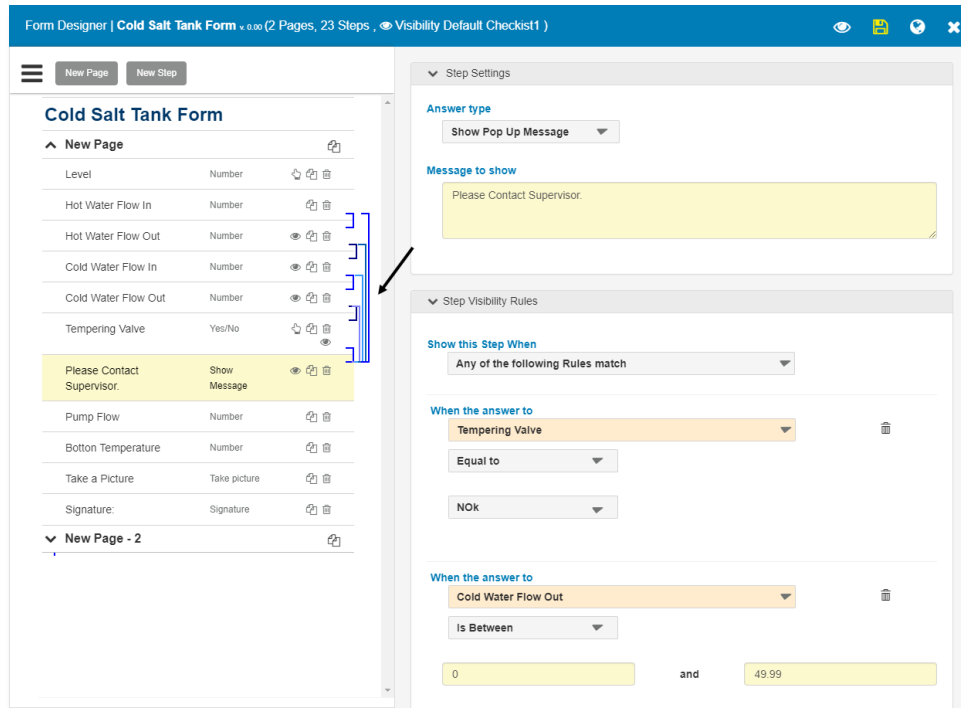 Form Designer | Cold Salt Tank Form v. 0.00 (2 Pages, 23 Steps , Visibility Default Checkist1 )
New Page New Step
Cold Salt Tank Form
New Page
Level Number
Hot Water Flow In Number
Hot Water Flow Out Number
Cold Water Flow In Number
Cold Water Flow Out Number
Tempering Valve Yes/No
Please Contact Supervisor. Show Message
Pump Flow Number
Botton Temperature Number
Take a Picture Take picture
Signature: Signature
New Page - 2
Step Settings
Answer type
Show Pop Up Message
Message to show
Please Contact Supervisor.
Step Visibility Rules
Show this Step When
Any of the following Rules match
When the answer to
Tempering Valve
Equal to
NOk
When the answer to
Cold Water Flow Out
Is Between
0 and 49.99